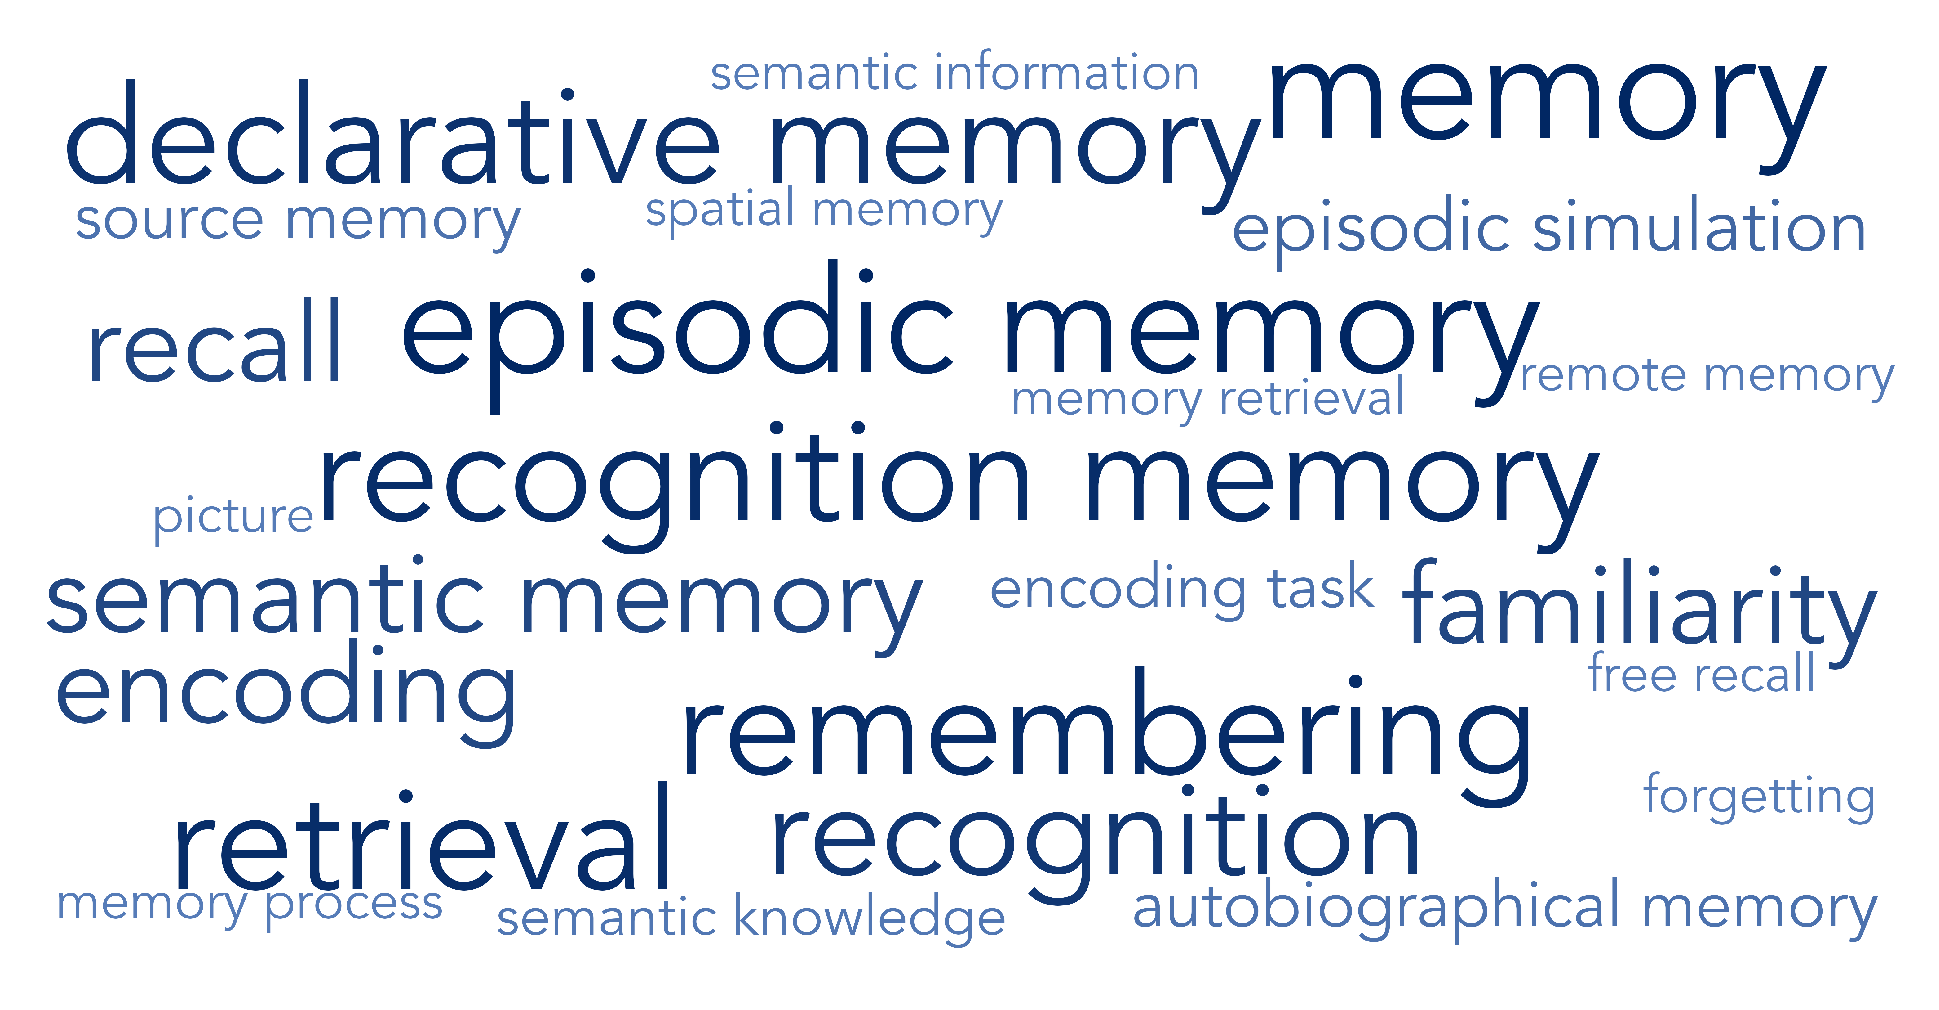 semantic information
memory
declarative memory
source memory
spatial memory
episodic simulation
recall
episodic memory
remote memory
memory retrieval
recognition memory
picture
semantic memory
encoding task
familiarity
encoding
free recall
remembering
retrieval
recognition
forgetting
memory process
semantic knowledge
autobiographical memory